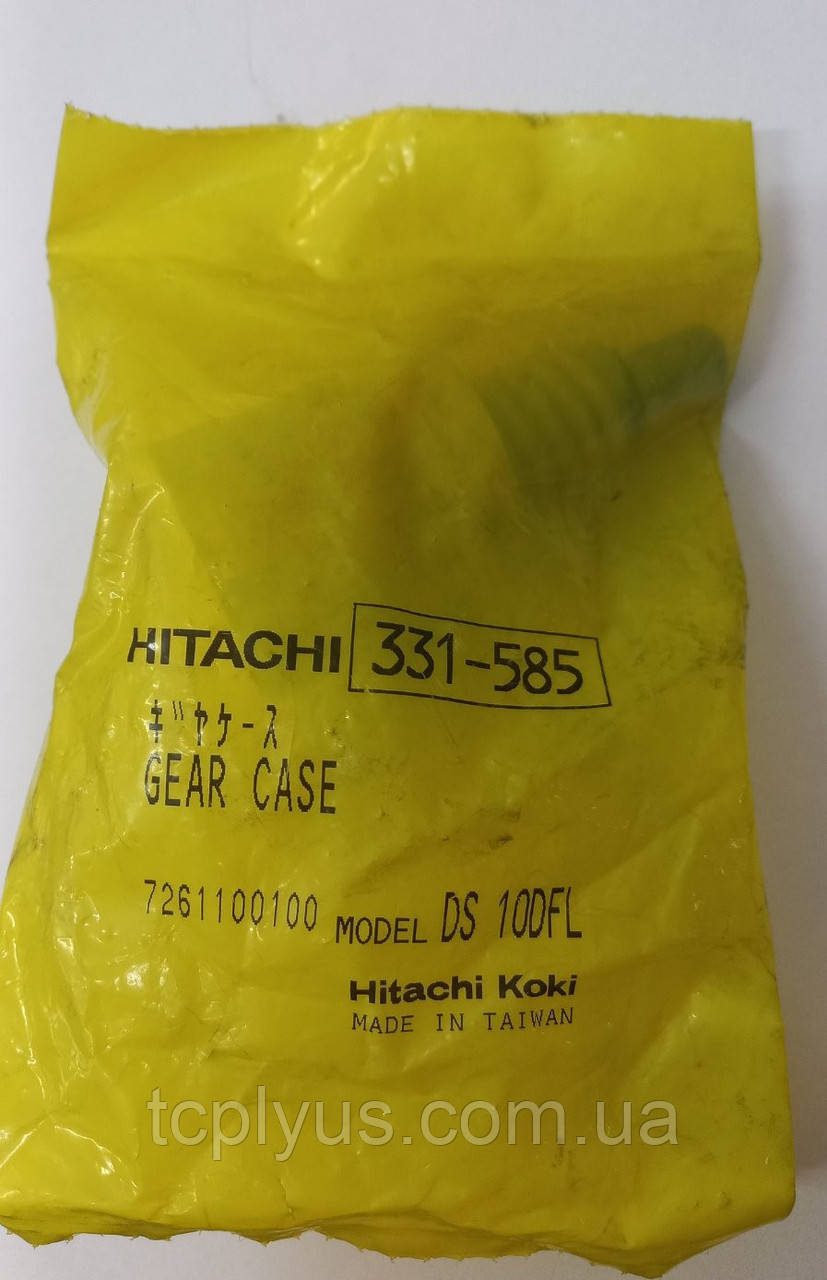 HITACHI 331-585
ギヤケース
GEAR CASE
7261100100 MODEL DS 10DFL
Hitachi Koki
MADE IN TAIWAN
tcplyus.com.ua